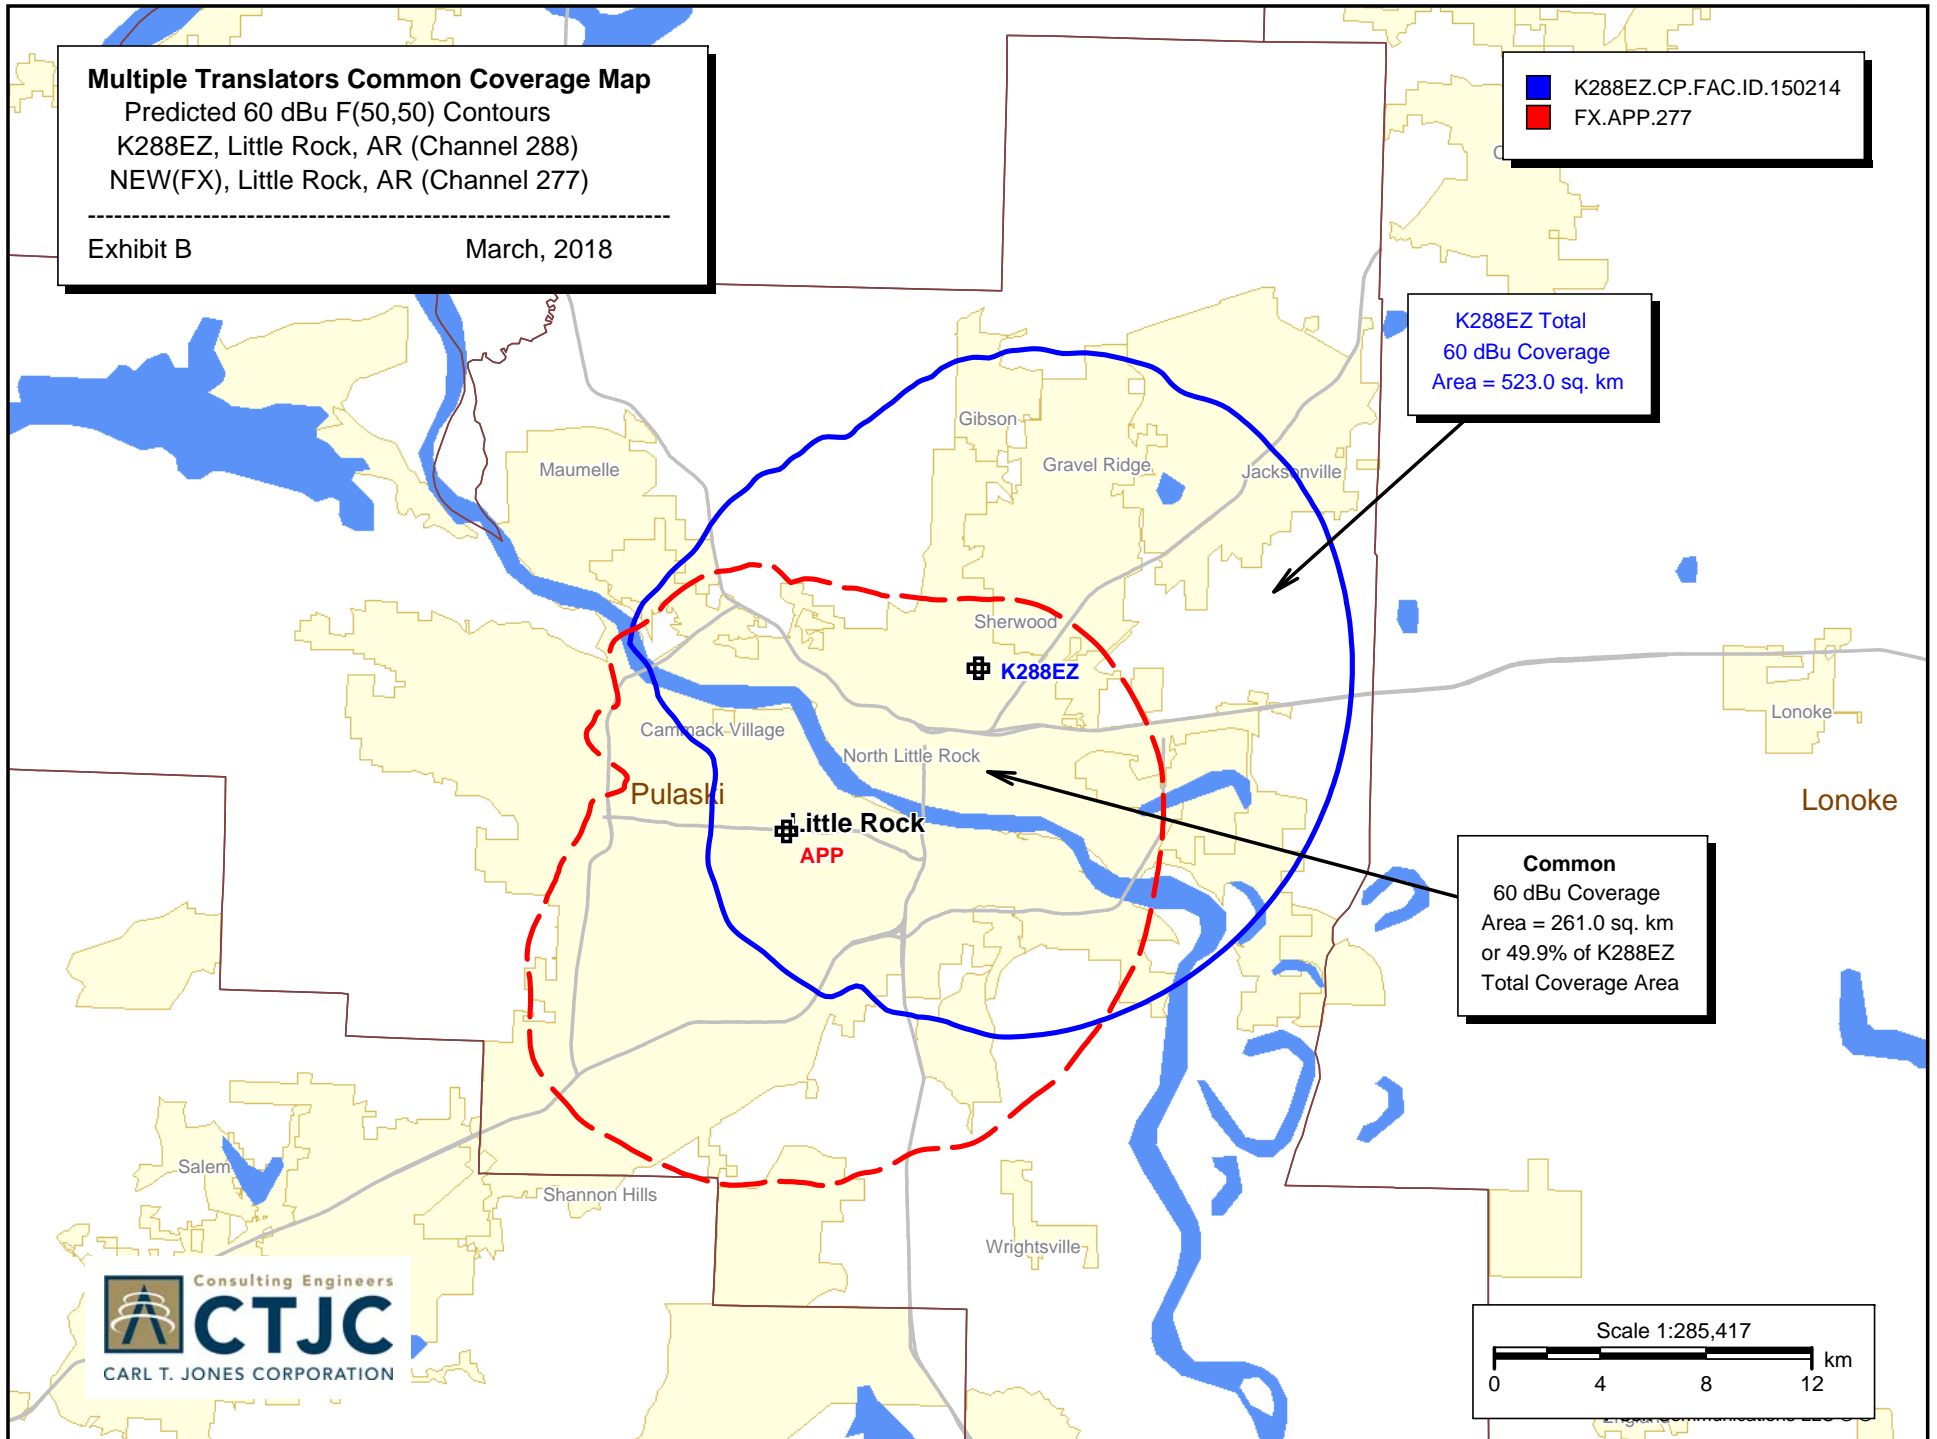 Multiple Translators Common Coverage Map
Predicted 60 dBu F(50,50) Contours
K288EZ, Little Rock, AR (Channel 288)
NEW(FX), Little Rock, AR (Channel 277)
------------------------------------------------------------------
Exhibit B March, 2018
K288EZ.CP.FAC.ID.150214
FX.APP.277
K288EZ Total
60 dBu Coverage
Area = 523.0 sq. km
Gibson
Maumelle
Gravel Ridge
Jacksonville
Sherwood
K288EZ
Cammack Village
North Little Rock
Lonoke
Pulaski
Lonoke
Little Rock
APP
Common
60 dBu Coverage
Area = 261.0 sq. km
or 49.9% of K288EZ
Total Coverage Area
Salem
Shannon Hills
Wrightsville
Consulting Engineers
CTJC
CARL T. JONES CORPORATION
Scale 1:285,417
km
0 4 8 12